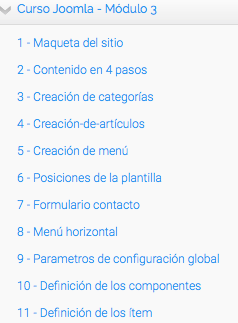 Curso Joomla - Módulo 3
1 - Maqueta del sitio
2 - Contenido en 4 pasos
3 - Creación de categorías
4 - Creación-de-artículos
5 - Creación de menú
6 - Posiciones de la plantilla
7 - Formulario contacto
8 - Menú horizontal
9 - Parametros de configuración global
10 - Definición de los componentes
11 - Definición de los ítem